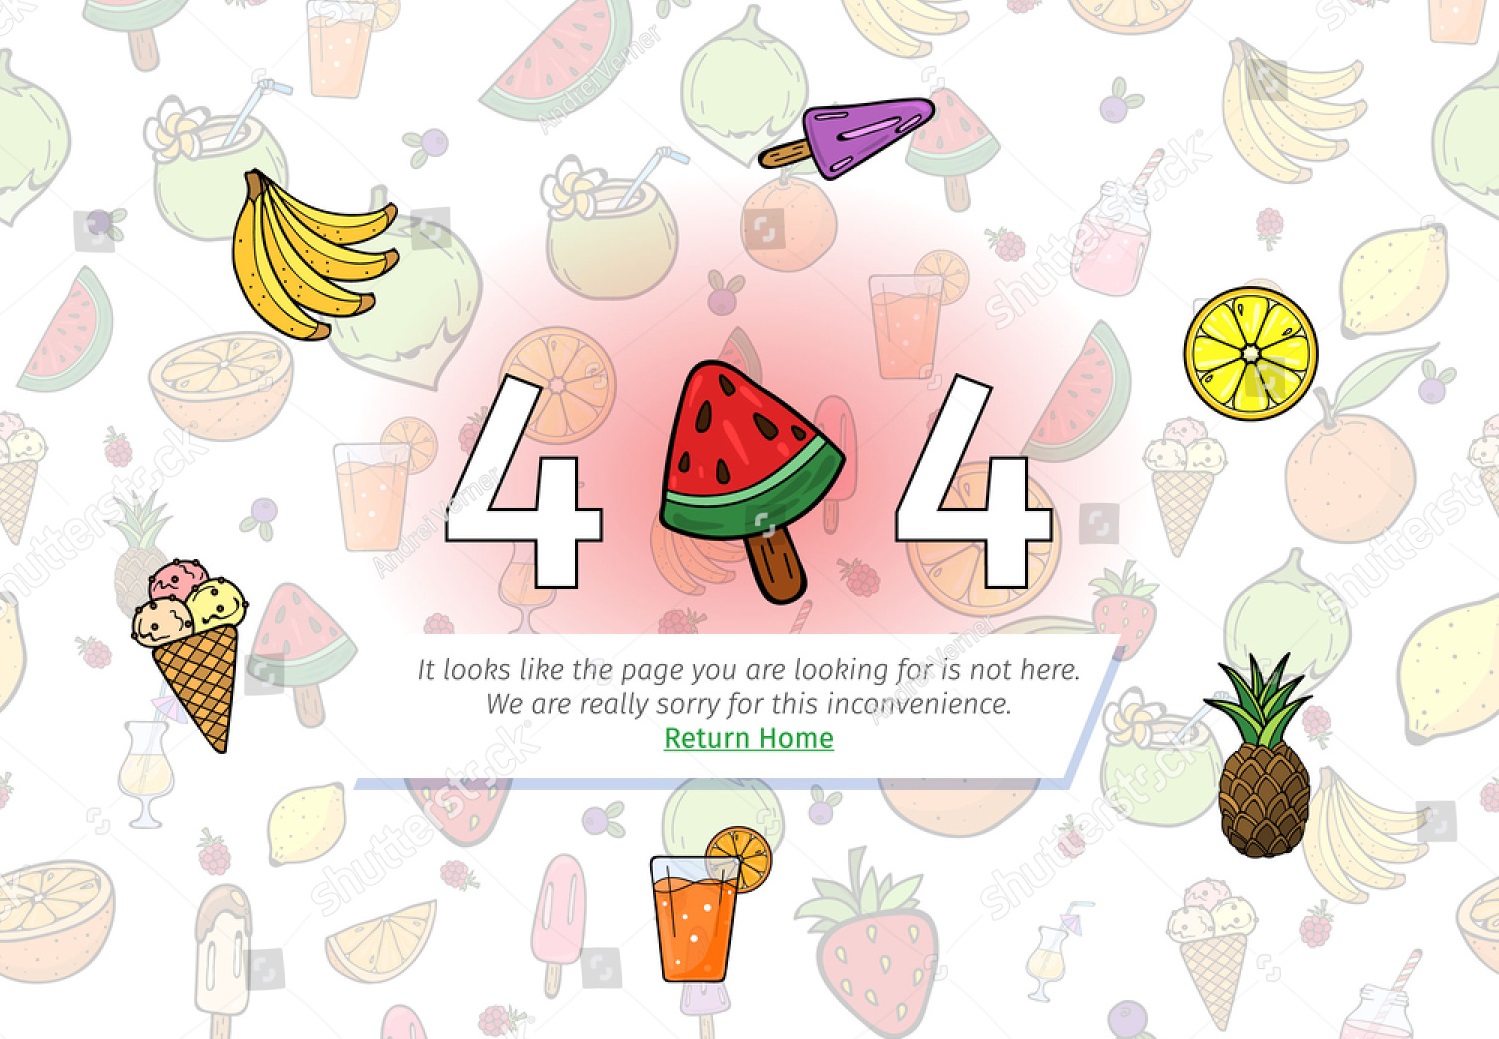 Andrei Verner
shutterstock
4 4
Andrei Verner
shutterstock
shutterstock
It looks like the page you are looking for is not here.
We are really sorry for this inconvenience.
Return Home
Andrei Verner
shutterstock
shutterstock
shutterstock